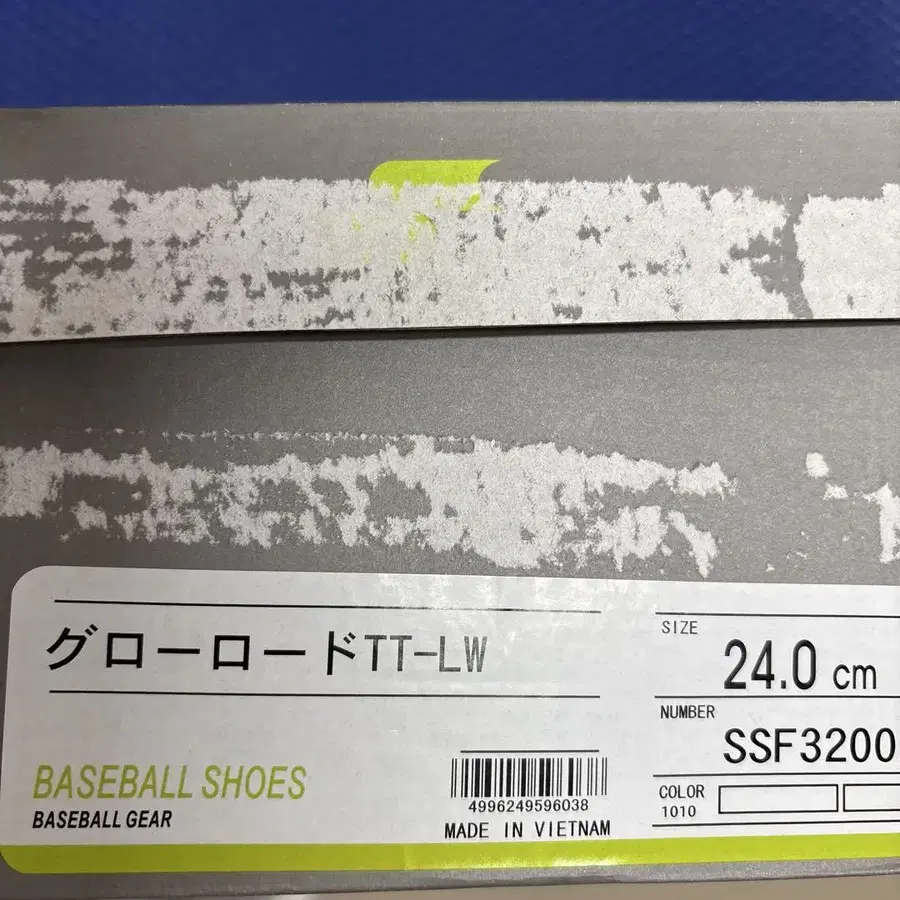 グローロードTT-LW
SIZE
24.0 cm
NUMBER
SSF3200
COLOR
1010
BASEBALL SHOES
BASEBALL GEAR
4996249596038
MADE IN VIETNAM